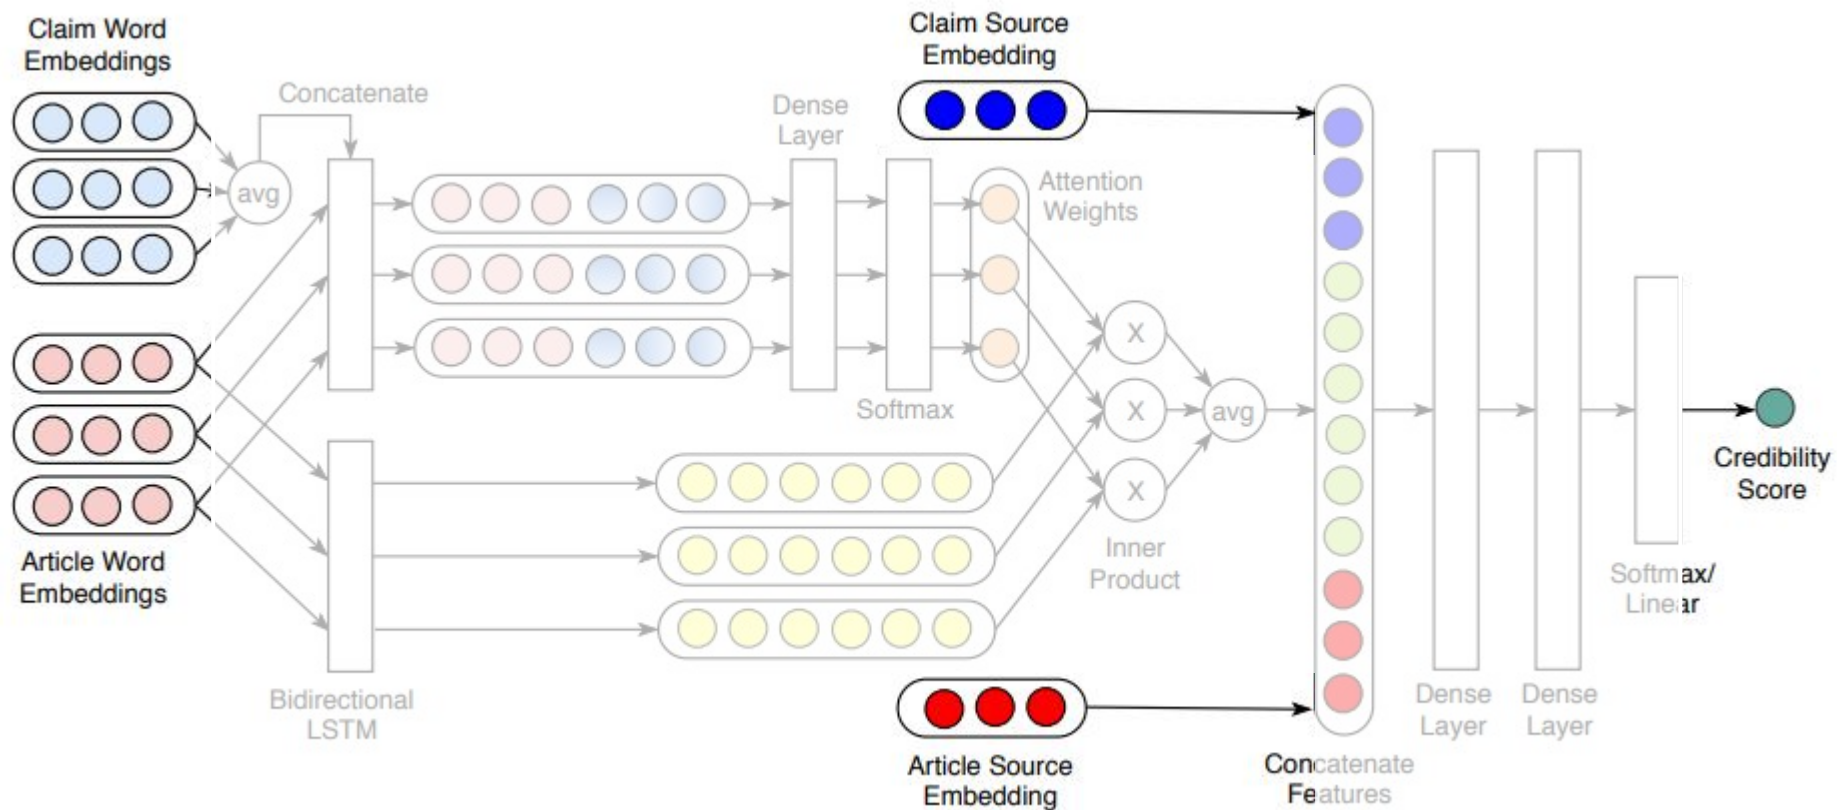 Claim Word
Embeddings
Concatenate
avg
Dense
Layer
Claim Source
Embedding
Attention
Weights
Softmax
X
X
X
avg
Inner
Product
Article Word
Embeddings
Bidirectional
LSTM
Article Source
Embedding
Concatenate
Features
Dense
Layer
Dense
Layer
Softmax/
Linear
Credibility
Score